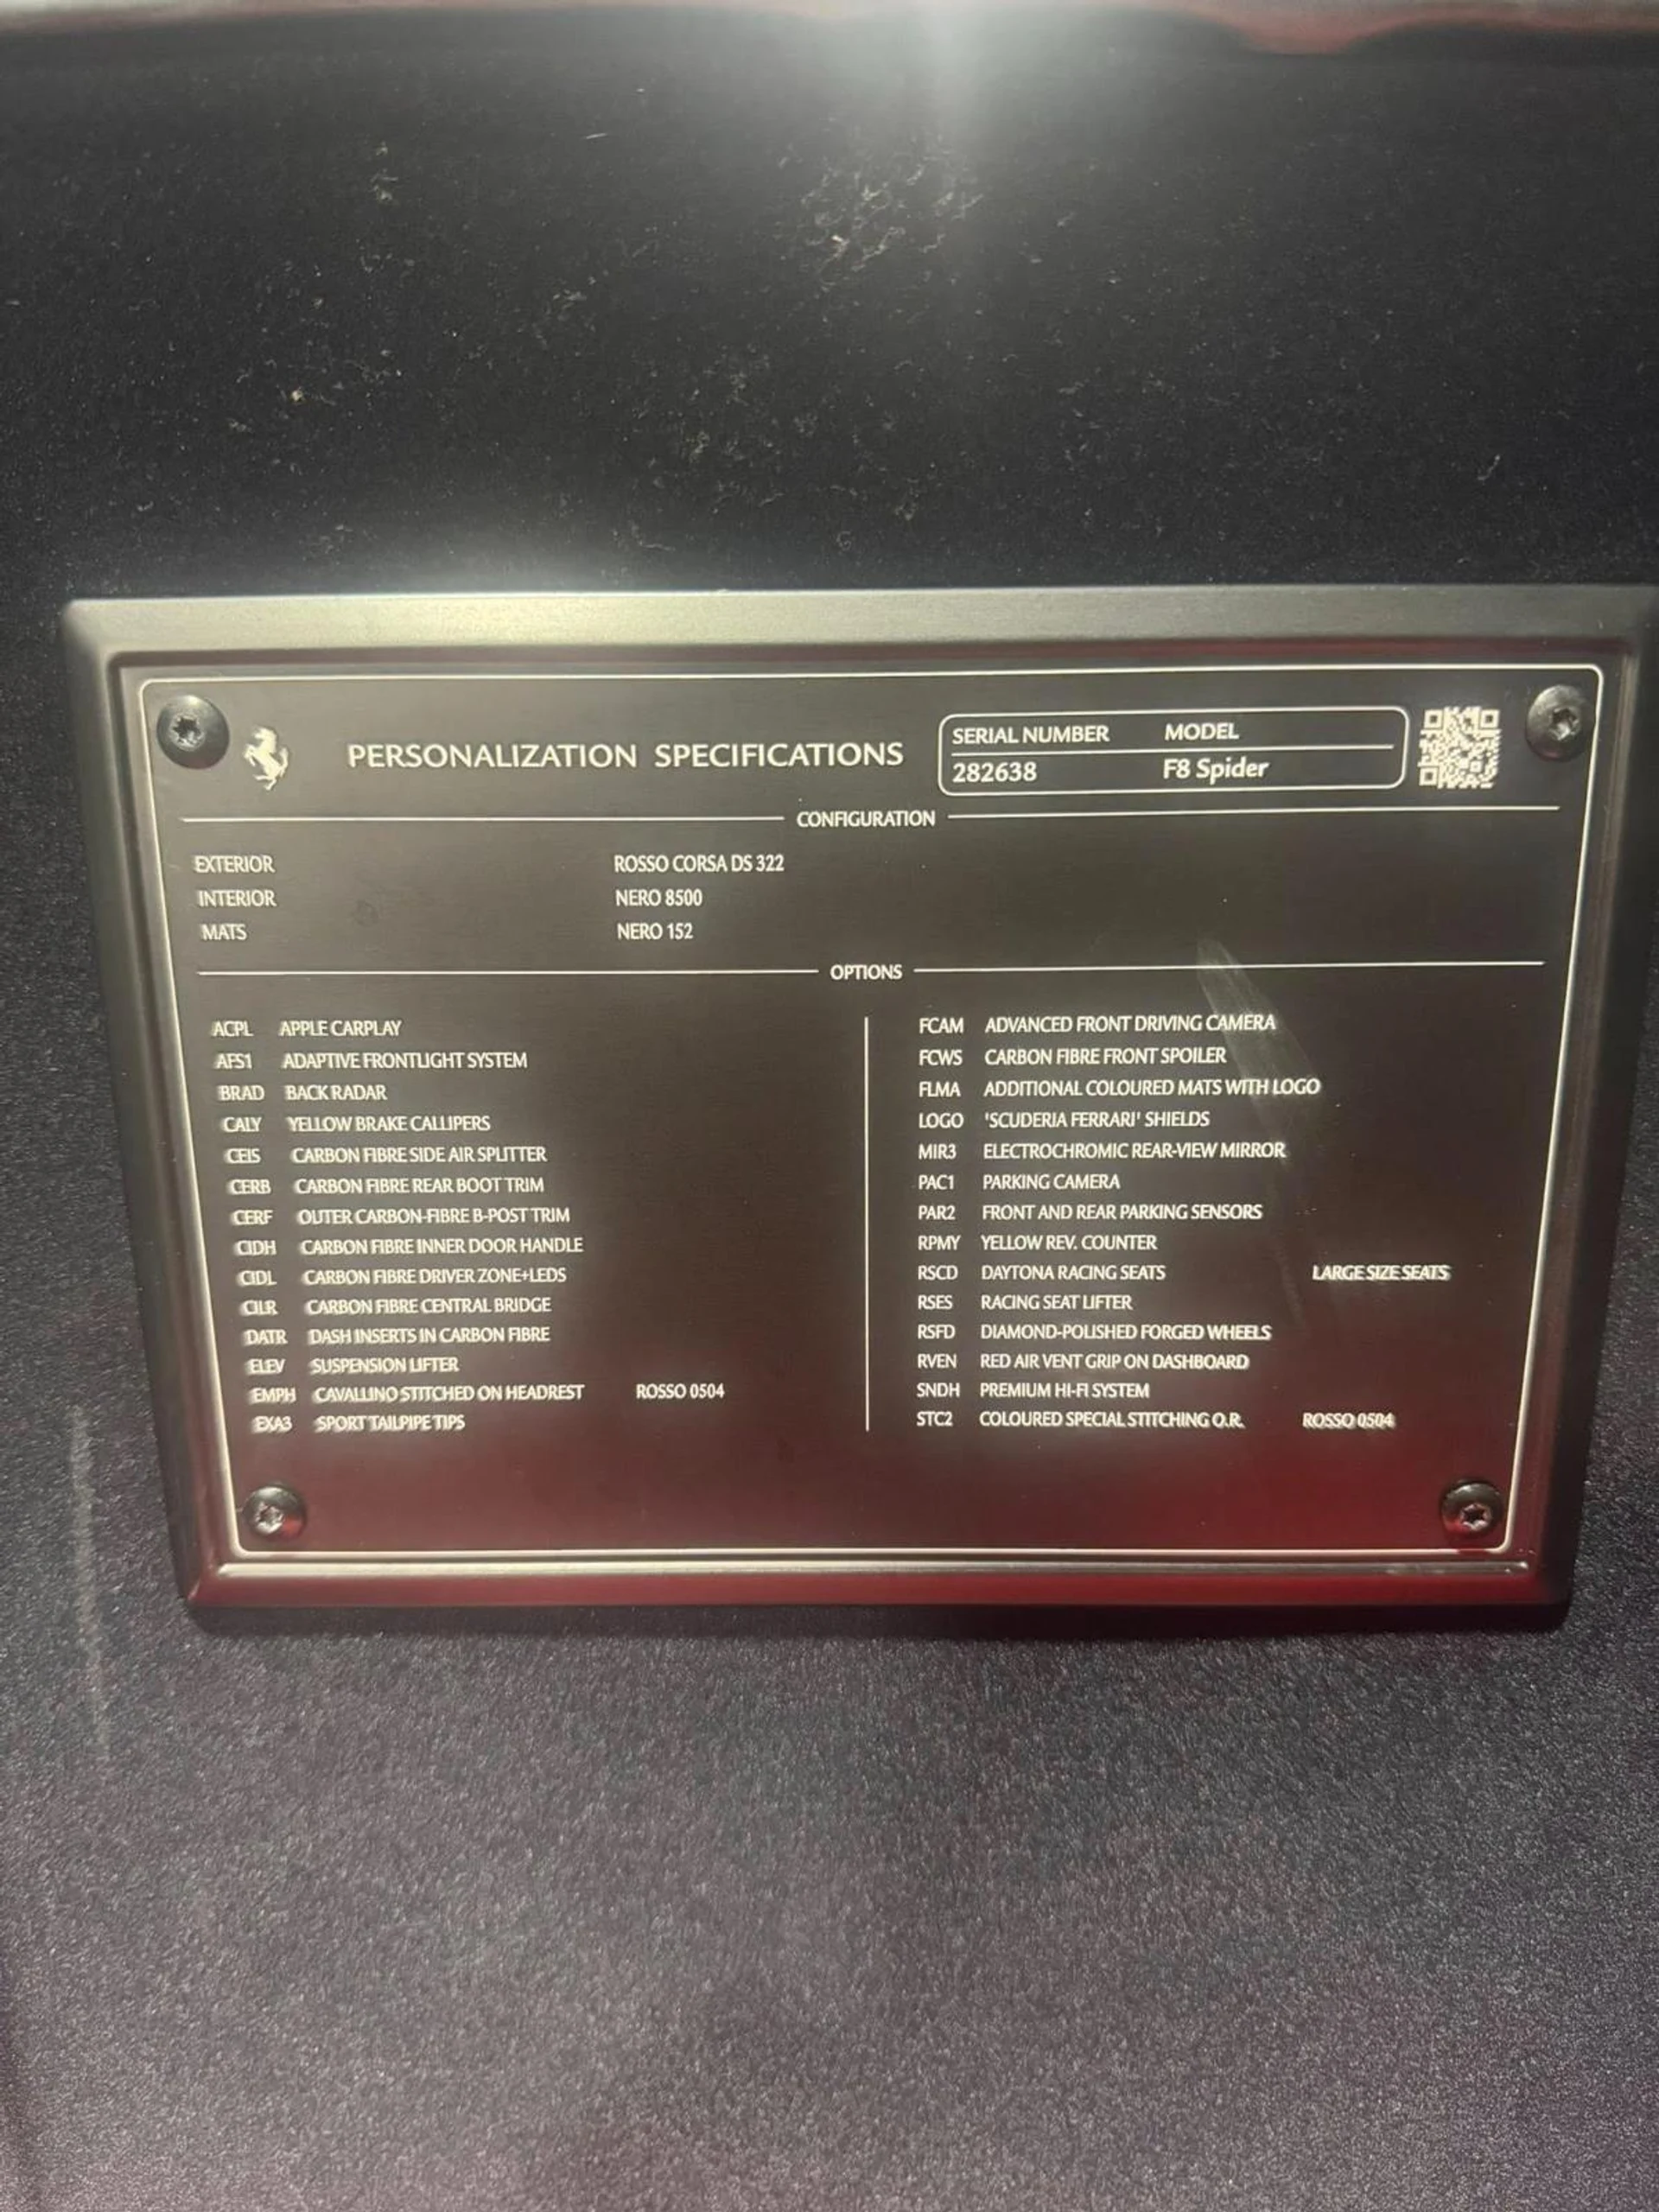 PERSONALIZATION SPECIFICATIONS
SERIAL NUMBER MODEL
282638 F8 Spider
CONFIGURATION
EXTERIOR ROSSO CORSA DS 322
INTERIOR NERO 8500
MATS NERO 152
OPTIONS
ACPL APPLE CARPLAY
AFS1 ADAPTIVE FRONTLIGHT SYSTEM
BRAD BACK RADAR
CALY YELLOW BRAKE CALLIPERS
CEIS CARBON FIBRE SIDE AIR SPLITTER
CERB CARBON FIBRE REAR BOOT TRIM
CERF OUTER CARBON-FIBRE B-POST TRIM
CIDH CARBON FIBRE INNER DOOR HANDLE
CIDL CARBON FIBRE DRIVER ZONE+LEDS
CILR CARBON FIBRE CENTRAL BRIDGE
DATR DASH INSERTS IN CARBON FIBRE
ELEV SUSPENSION LIFTER
EMPH CAVALLINO STITCHED ON HEADREST ROSSO 0504
EXA3 SPORT TAILPIPE TIPS
FCAM ADVANCED FRONT DRIVING CAMERA
FCWS CARBON FIBRE FRONT SPOILER
FLMA ADDITIONAL COLOURED MATS WITH LOGO
LOGO 'SCUDERIA FERRARI' SHIELDS
MIR3 ELECTROCHROMIC REAR-VIEW MIRROR
PAC1 PARKING CAMERA
PAR2 FRONT AND REAR PARKING SENSORS
RPMY YELLOW REV. COUNTER
RSCD DAYTONA RACING SEATS LARGE SIZE SEATS
RSES RACING SEAT LIFTER
RSFD DIAMOND-POLISHED FORGED WHEELS
RVEN RED AIR VENT GRIP ON DASHBOARD
SNDH PREMIUM HI-FI SYSTEM
STC2 COLOURED SPECIAL STITCHING O.R. ROSSO 0504